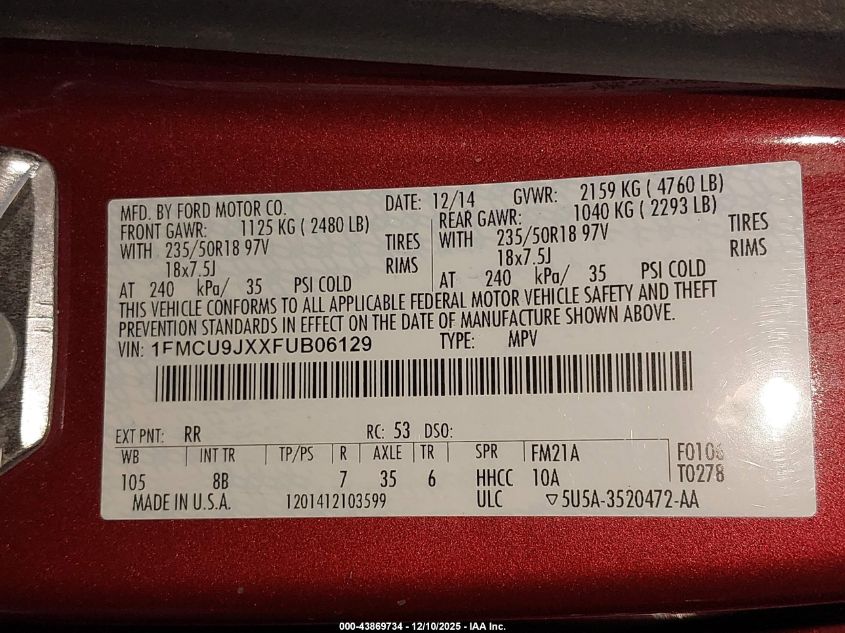 MFD. BY FORD MOTOR CO. DATE: 12/14 GVWR: 2159 KG ( 4760 LB)
FRONT GAWR: 1125 KG ( 2480 LB) REAR GAWR: 1040 KG ( 2293 LB)
WITH 235/50R18 97V TIRES WITH 235/50R18 97V TIRES
18x7.5J RIMS 18x7.5J RIMS
AT 240 kPa/ 35 PSI COLD AT 240 kPa/ 35 PSI COLD
THIS VEHICLE CONFORMS TO ALL APPLICABLE FEDERAL MOTOR VEHICLE SAFETY AND THEFT
PREVENTION STANDARDS IN EFFECT ON THE DATE OF MANUFACTURE SHOWN ABOVE.
VIN: 1FMCU9JXXFUB06129 TYPE: MPV
EXT PNT: RR RC: 53 DSO:
WB INT TR TP/PS R AXLE TR SPR FM21A F0106
105 8B 7 35 6 HHCC 10A T0278
MADE IN U.S.A. 1201412103599 ULC ▽5U5A-3520472-AA
000-43869734 - 12/10/2025 - IAA Inc.